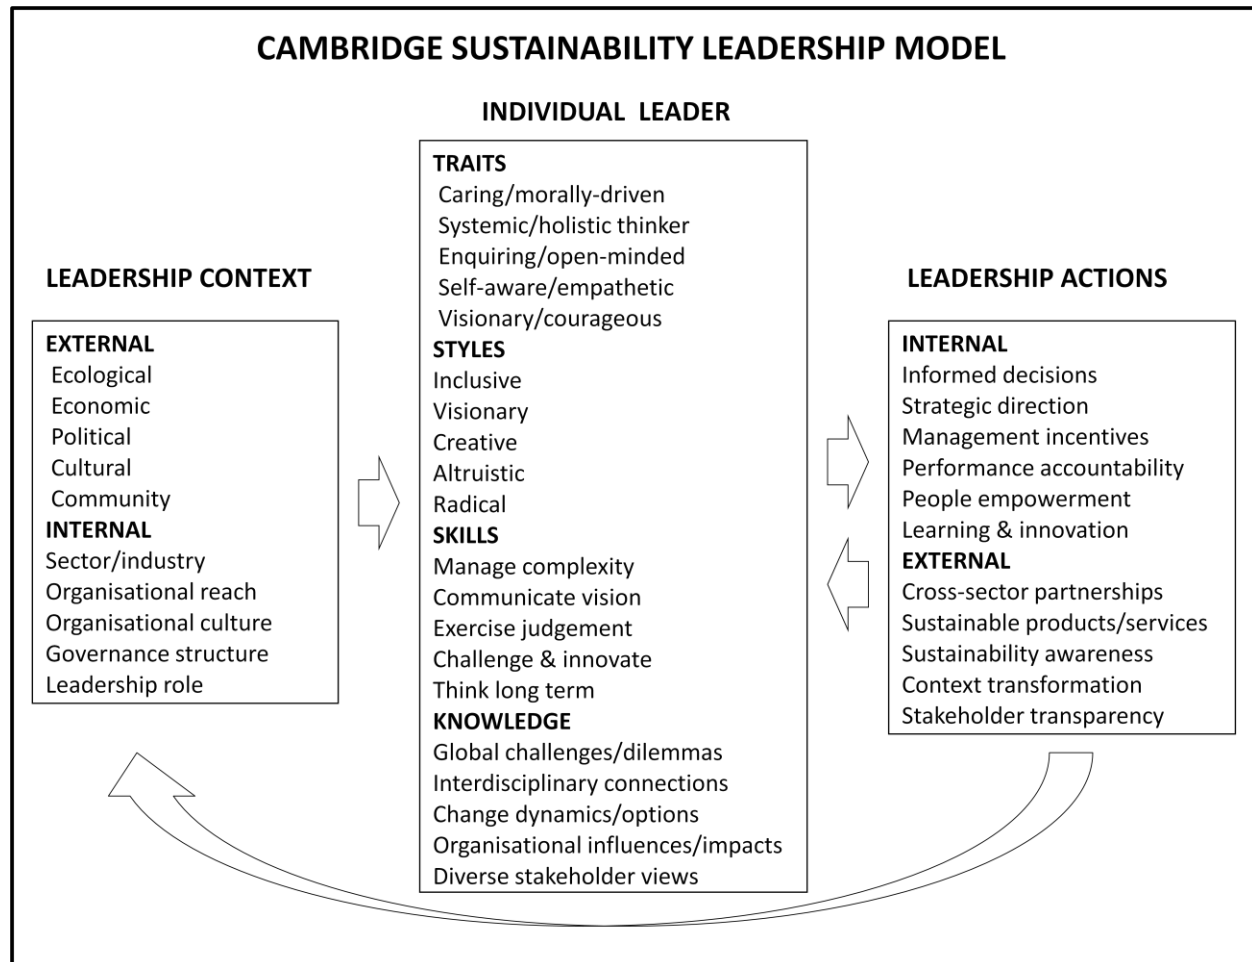 CAMBRIDGE SUSTAINABILITY LEADERSHIP MODEL
LEADERSHIP CONTEXT
EXTERNAL
Ecological
Economic
Political
Cultural
Community
INTERNAL
Sector/industry
Organisational reach
Organisational culture
Governance structure
Leadership role
INDIVIDUAL LEADER
TRAITS
Caring/morally-driven
Systemic/holistic thinker
Enquiring/open-minded
Self-aware/empathetic
Visionary/courageous
STYLES
Inclusive
Visionary
Creative
Altruistic
Radical
SKILLS
Manage complexity
Communicate vision
Exercise judgement
Challenge & innovate
Think long term
KNOWLEDGE
Global challenges/dilemmas
Interdisciplinary connections
Change dynamics/options
Organisational influences/impacts
Diverse stakeholder views
LEADERSHIP ACTIONS
INTERNAL
Informed decisions
Strategic direction
Management incentives
Performance accountability
People empowerment
Learning & innovation
EXTERNAL
Cross-sector partnerships
Sustainable products/services
Sustainability awareness
Context transformation
Stakeholder transparency